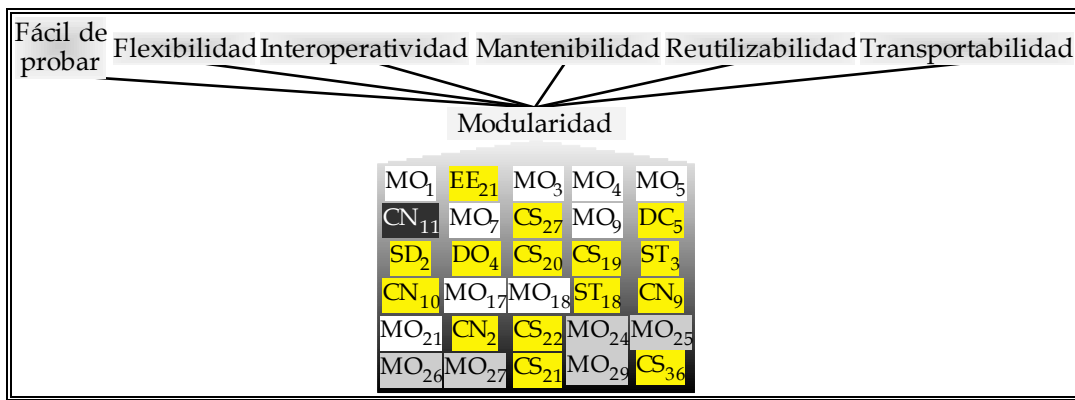 Fácil de probar Flexibilidad Interoperatividad Mantenibilidad Reutilizabilidad Transportabilidad
Modularidad
MO1 EE21 MO3 MO4 MO5
CN11 MO7 CS27 MO9 DC5
SD2 DO4 CS20 CS19 ST3
CN10 MO17 MO18 ST18 CN9
MO21 CN2 CS22 MO24 MO25
MO26 MO27 CS21 MO29 CS36